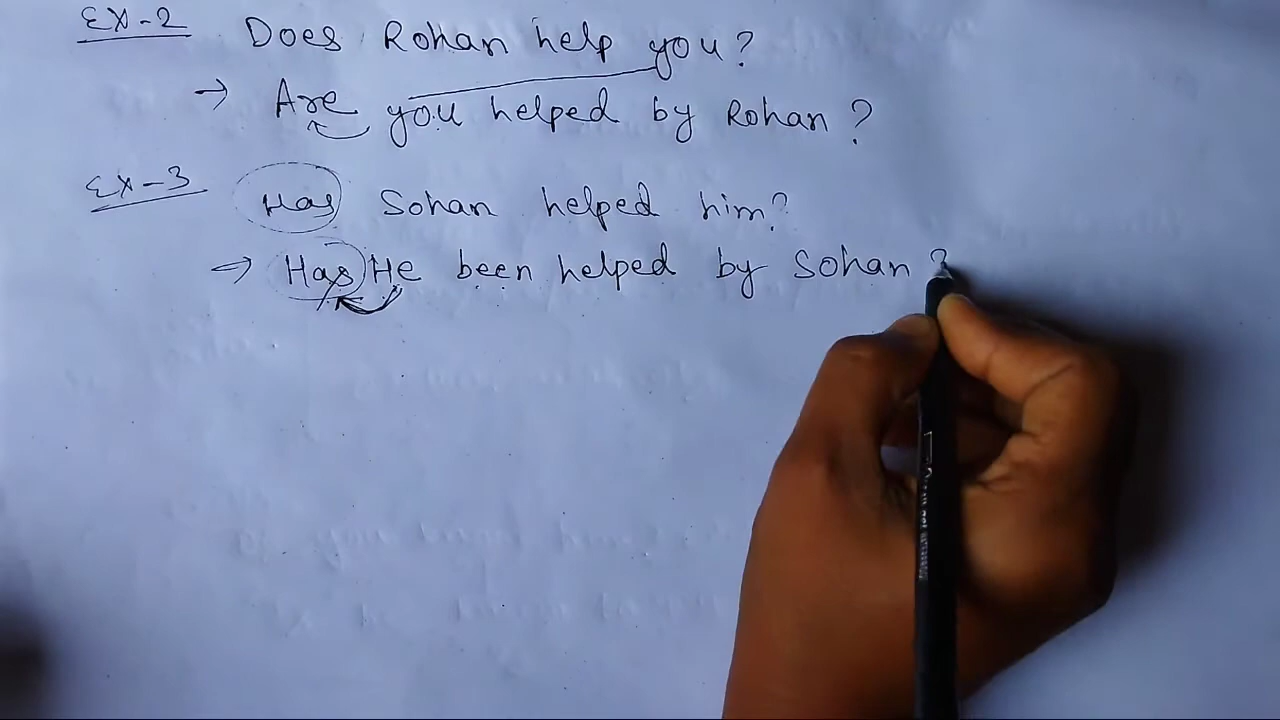 Ex-2 Does Rohan help you?
→ Are you helped by Rohan?
Ex-3 Has Sohan helped him?
→ Has He been helped by Sohan?